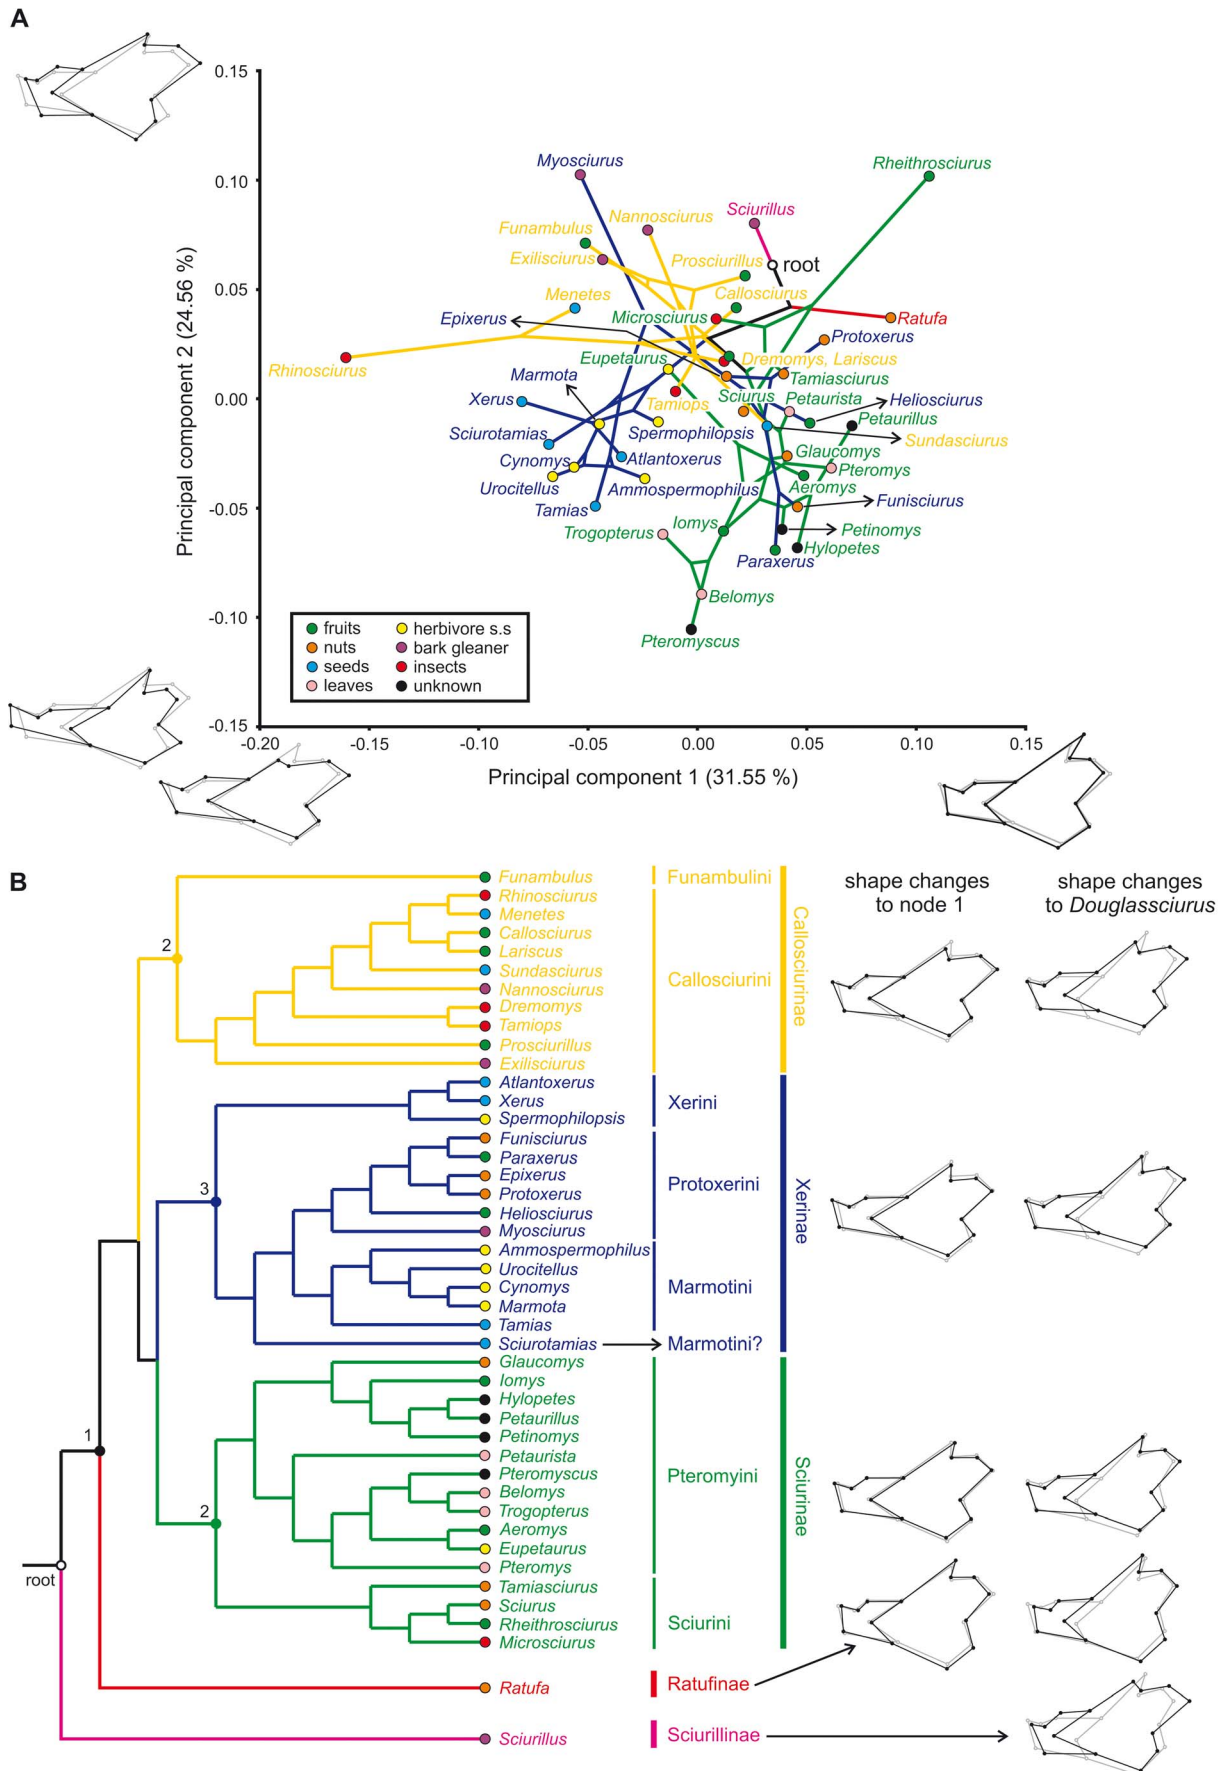 A
0.15
0.10
0.05
0.00
-0.05
-0.10
-0.15
Principal component 2 (24.56 %)
Myosciurus
Rheithrosciurus
Nannosciurus
Sciurillus
Funambulus
Exilisciurus
Prosciurillus
root
Menetes
Callosciurus
Epixerus
Microsciurus
Ratufa
Protoxerus
Rhinosciurus
Eupetaurus
Dremomys, Lariscus
Marmota
Tamiasciurus
Xerus
Tamiops
Sciurus
Petaurista
Heliosciurus
Petaurillus
Sciurotamias
Spermophilopsis
Sundasciurus
Cynomys
Atlantoxerus
Glaucomys
Pteromys
Urocitellus
Ammospermophilus
Aeromys
Funisciurus
Tamias
Trogopterus
Iomys
Petinomys
Hylopetes
Paraxerus
Belomys
Pteromyscus
fruits
herbivore s.s
nuts
bark gleaner
seeds
insects
leaves
unknown
-0.20
-0.15
-0.10
-0.05
0.00
0.05
0.10
0.15
Principal component 1 (31.55 %)
B
shape changes
to node 1
shape changes
to Douglassciurus
Funambulus
Rhinosciurus
Menetes
Callosciurus
Lariscus
Sundasciurus
Nannosciurus
Dremomys
Tamiops
Prosciurillus
Exilisciurus
Atlantoxerus
Xerus
Spermophilopsis
Funisciurus
Paraxerus
Epixerus
Protoxerus
Heliosciurus
Myosciurus
Ammospermophilus
Urocitellus
Cynomys
Marmota
Tamias
Sciurotamias
Glaucomys
Iomys
Hylopetes
Petaurillus
Petinomys
Petaurista
Pteromyscus
Belomys
Trogopterus
Aeromys
Eupetaurus
Pteromys
Tamiasciurus
Sciurus
Rheithrosciurus
Microsciurus
Ratufa
Sciurillus
2
3
1
2
root
Funambulini
Callosciurini
Xerini
Protoxerini
Marmotini
Marmotini?
Pteromyini
Sciurini
Ratufinae
Sciurillinae
Callosciurinae
Xerinae
Sciurinae